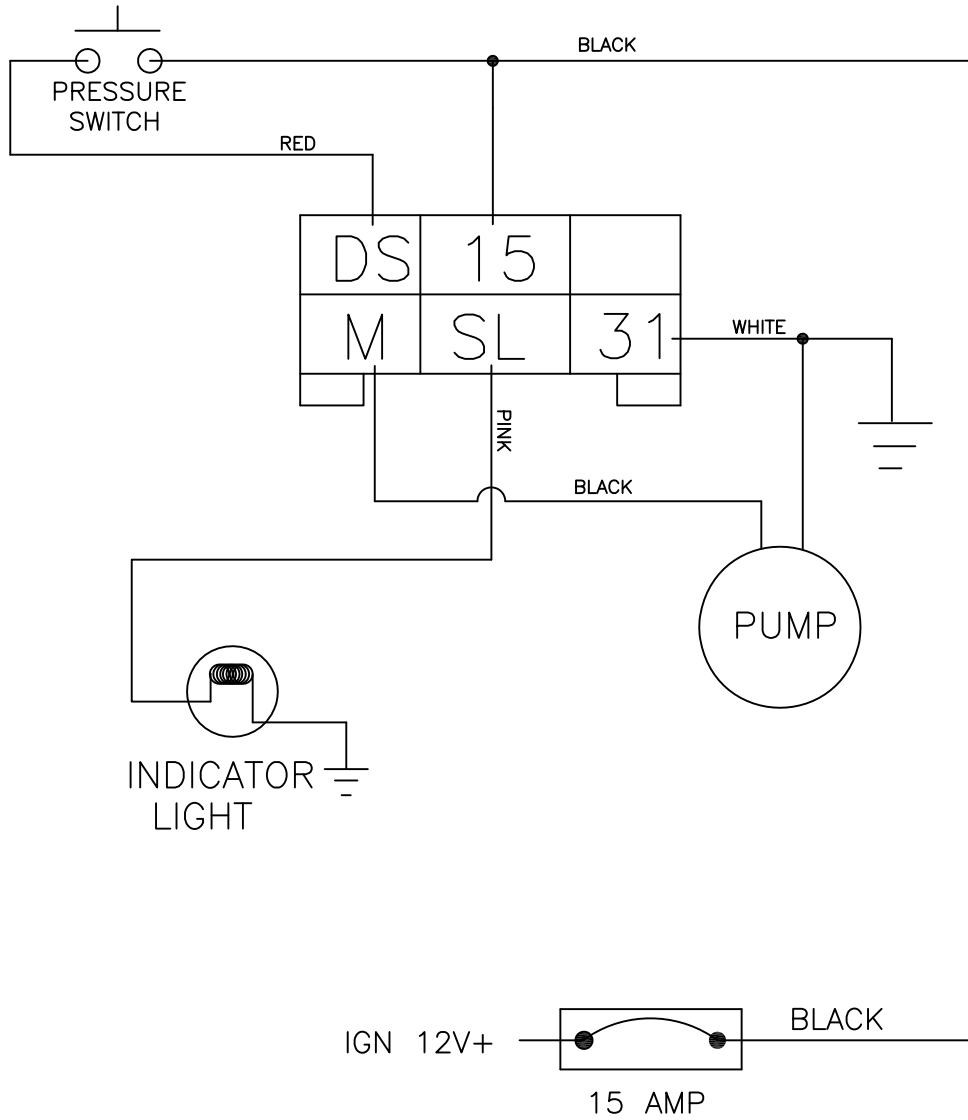 BLACK
PRESSURE
SWITCH
RED
DS 15
M SL 31
WHITE
PINK
BLACK
PUMP
INDICATOR
LIGHT
IGN 12V+
BLACK
15 AMP